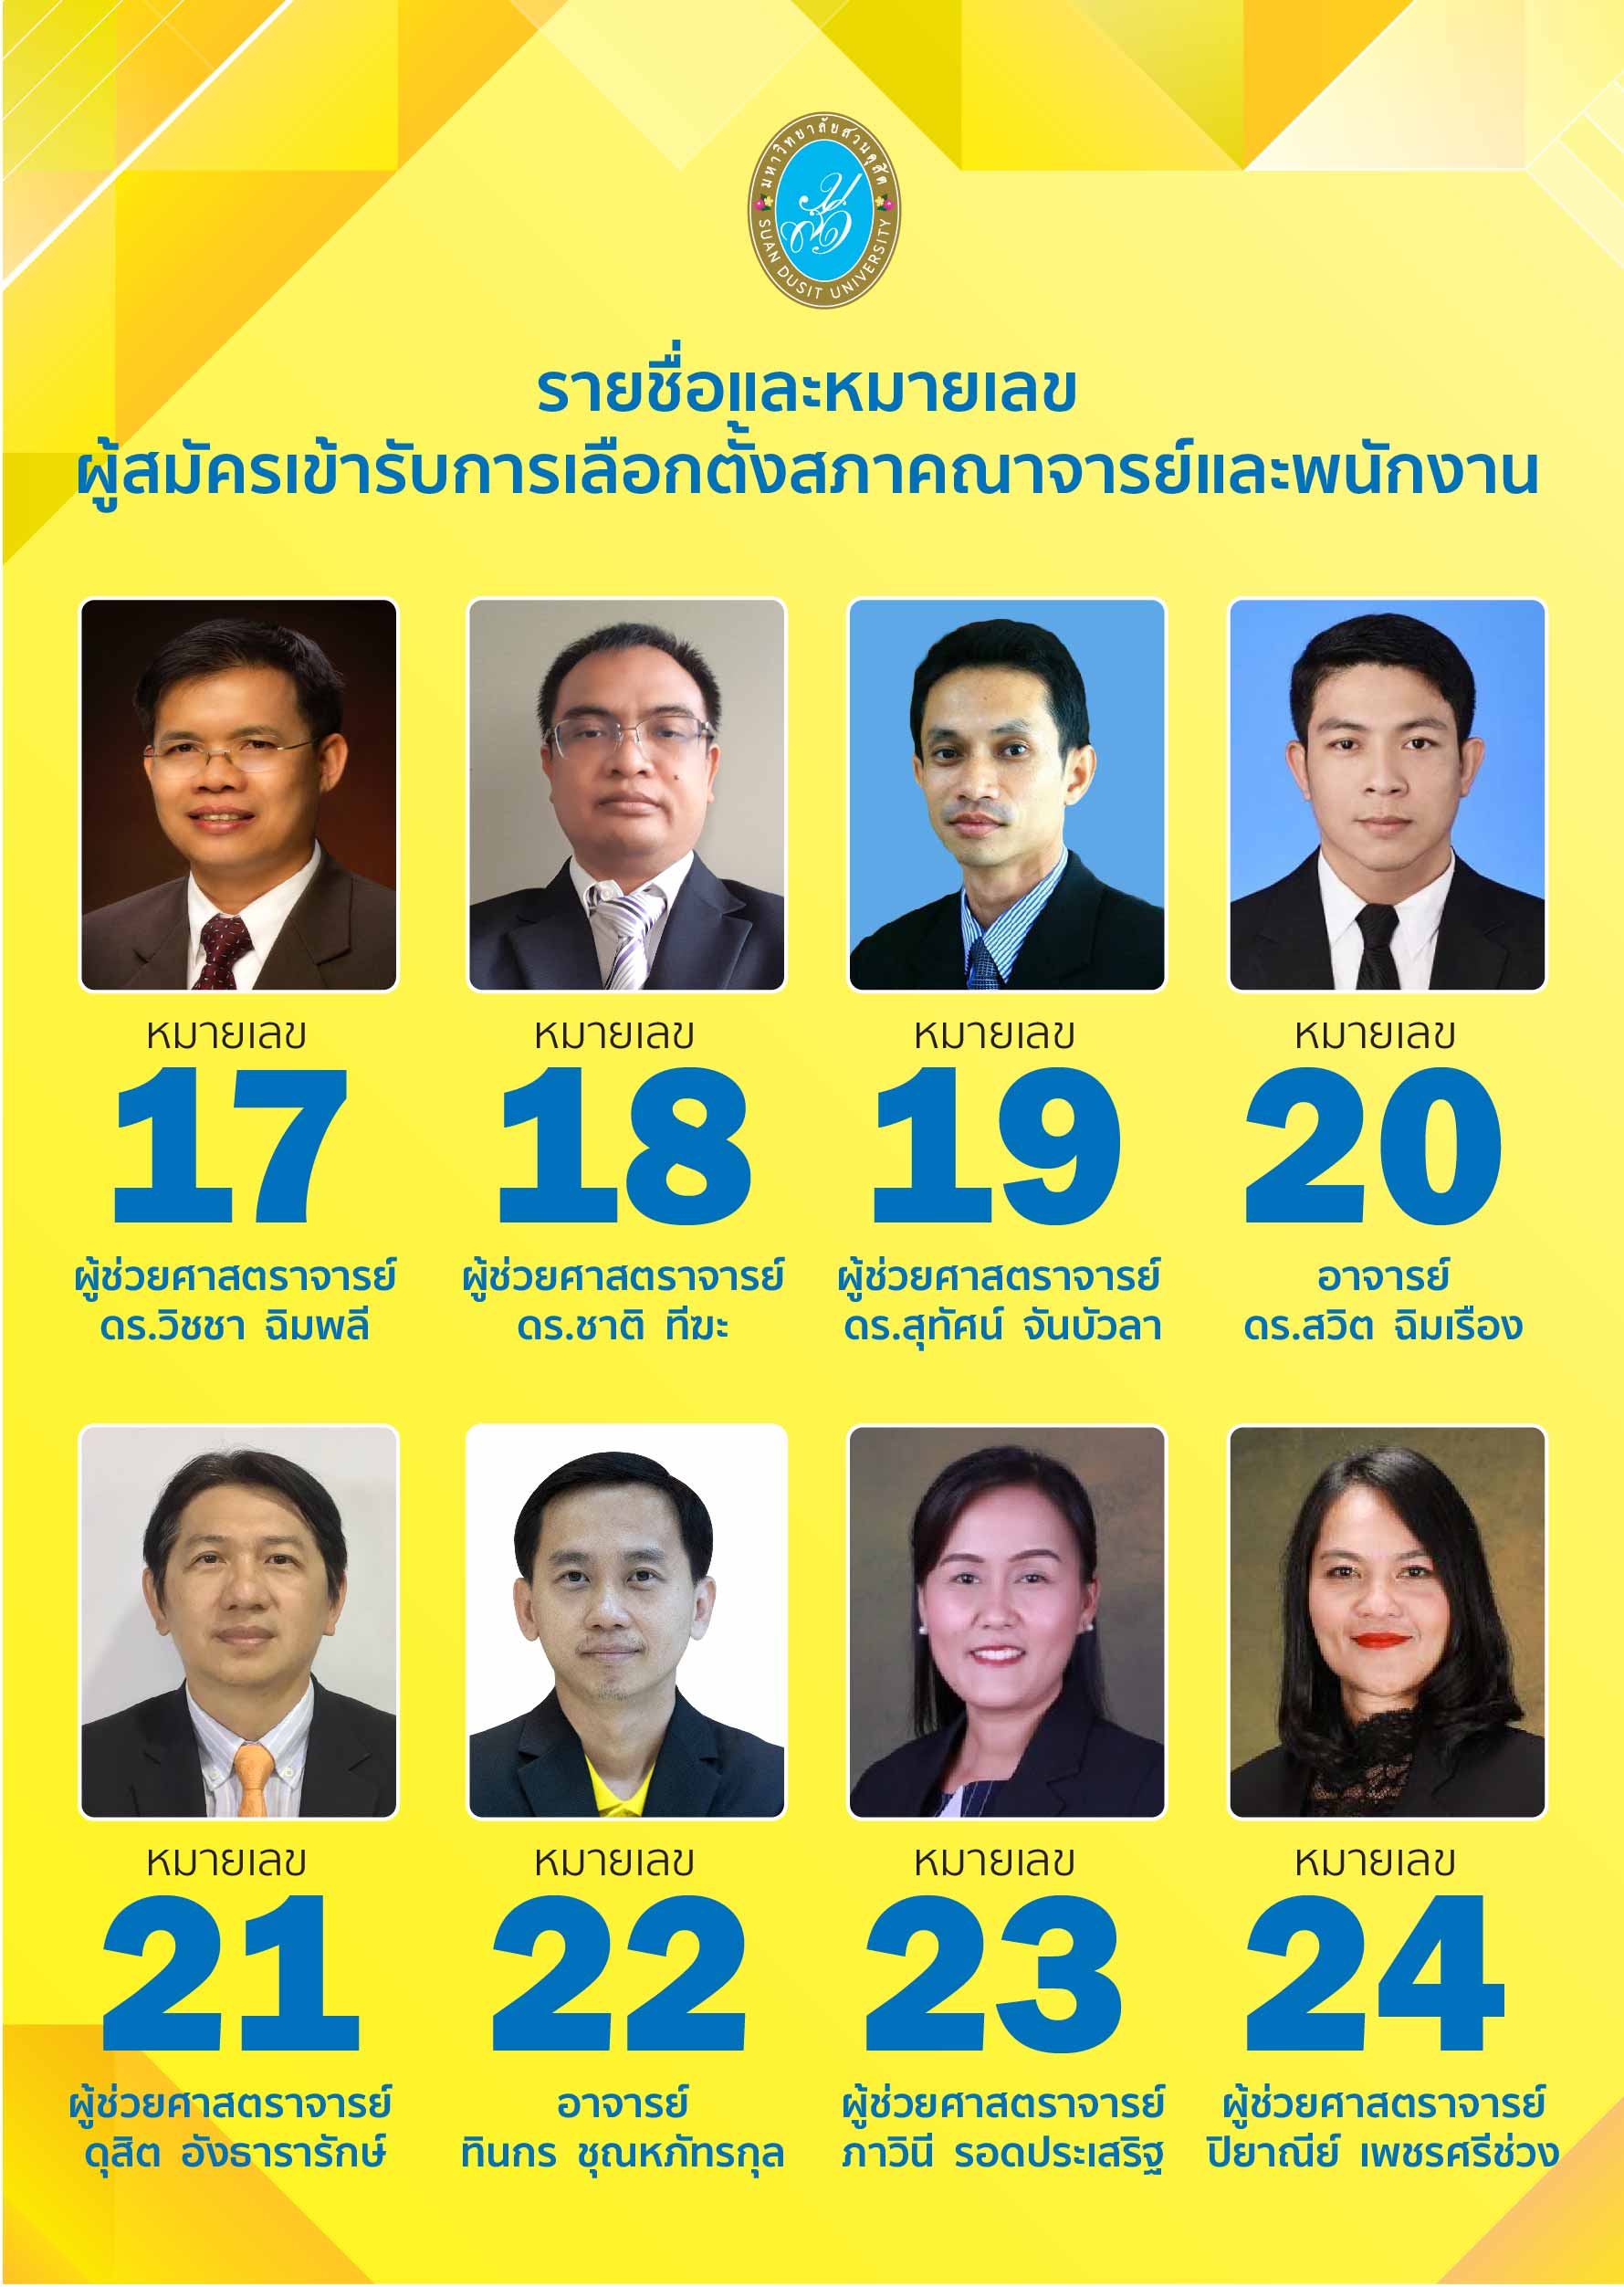 มหาวิทยาลัยสวนดุสิต
SUAN DUSIT UNIVERSITY
รายชื่อและหมายเลข
ผู้สมัครเข้ารับการเลือกตั้งสภาคณาจารย์และพนักงาน
หมายเลข
17
ผู้ช่วยศาสตราจารย์
ดร.วิชชา ฉิมพลี
หมายเลข
18
ผู้ช่วยศาสตราจารย์
ดร.ชาติ ทีฆะ
หมายเลข
19
ผู้ช่วยศาสตราจารย์
ดร.สุทัศน์ จันบัวลา
หมายเลข
20
อาจารย์
ดร.สวิต ฉิมเรือง
หมายเลข
21
ผู้ช่วยศาสตราจารย์
ดุสิต อังธารารักษ์
หมายเลข
22
อาจารย์
ทินกร ชุณหภัทรกุล
หมายเลข
23
ผู้ช่วยศาสตราจารย์
ภาวินี รอดประเสริฐ
หมายเลข
24
ผู้ช่วยศาสตราจารย์
ปิยาณีย์ เพชรศรีช่วง